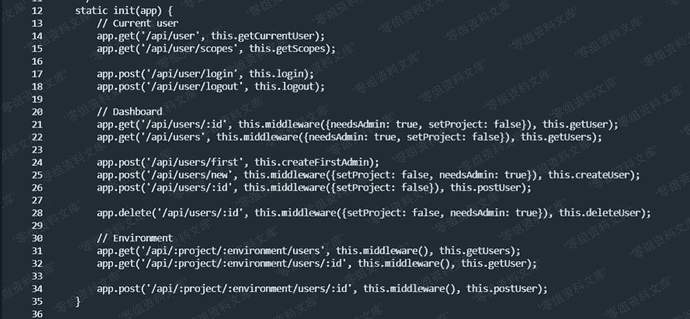 12 static init(app) {
13 // Current user
14 app.get('/api/user', this.getCurrentUser);
15 app.get('/api/user/scopes', this.getScopes);
16
17 app.post('/api/user/login', this.login);
18 app.post('/api/user/logout', this.logout);
19
20 // Dashboard
21 app.get('/api/users/:id', this.middleware({needsAdmin: true, setProject: false}), this.getUser);
22 app.get('/api/users', this.middleware({needsAdmin: true, setProject: false}), this.getUsers);
23
24 app.post('/api/users/first', this.createFirstAdmin);
25 app.post('/api/users/new', this.middleware({setProject: false, needsAdmin: true}), this.createUser);
26 app.post('/api/users/:id', this.middleware({setProject: false}), this.postUser);
27
28 app.delete('/api/users/:id', this.middleware({setProject: false, needsAdmin: true}), this.deleteUser);
29
30 // Environment
31 app.get('/api/:project/:environment/users', this.middleware(), this.getUsers);
32 app.get('/api/:project/:environment/users/:id', this.middleware(), this.getUser);
33
34 app.post('/api/:project/:environment/users/:id', this.middleware(), this.postUser);
35 }
零组资料文库